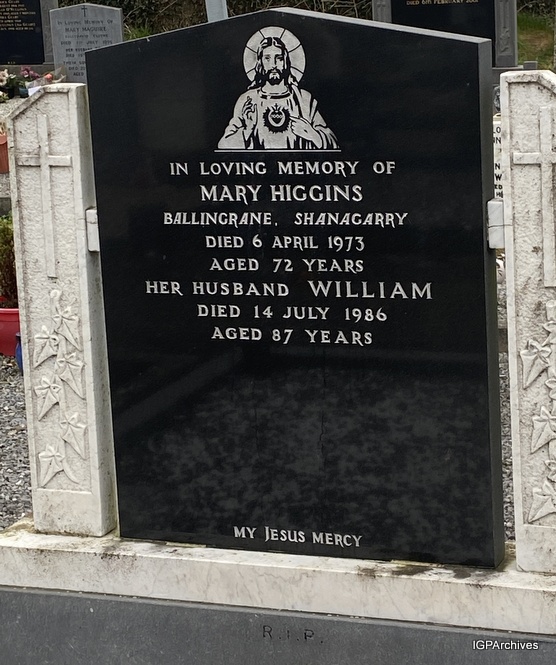 IN LOVING MEMORY OF
MARY HIGGINS
BALLINGRANE, SHANAGARRY
DIED 6 APRIL 1973
AGED 72 YEARS
HER HUSBAND WILLIAM
DIED 14 JULY 1986
AGED 87 YEARS
MY JESUS MERCY
R.I.P.
IGPArchives